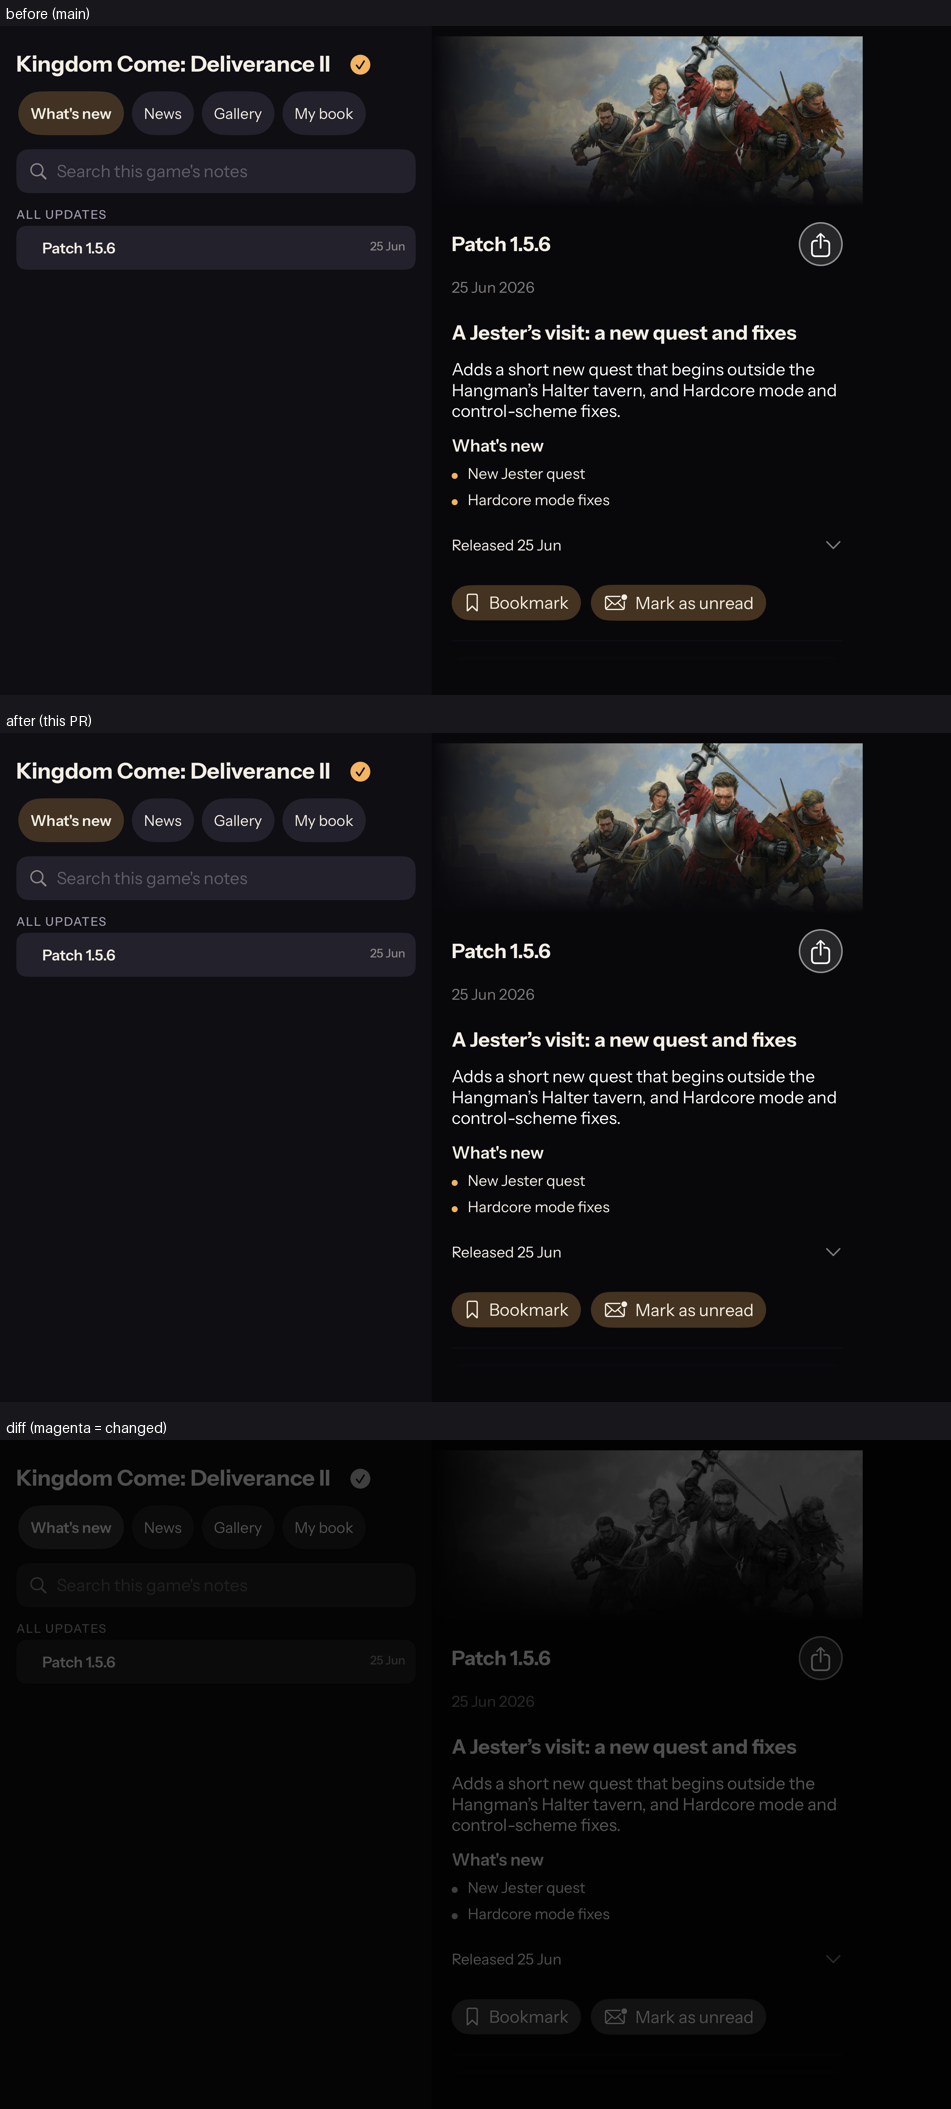 before (main)
Kingdom Come: Deliverance II
What's new News Gallery My book
Search this game's notes
ALL UPDATES
Patch 1.5.6 25 Jun
Patch 1.5.6
25 Jun 2026
A Jester’s visit: a new quest and fixes
Adds a short new quest that begins outside the
Hangman’s Halter tavern, and Hardcore mode and
control-scheme fixes.
What's new
New Jester quest
Hardcore mode fixes
Released 25 Jun
Bookmark Mark as unread
after (this PR)
Kingdom Come: Deliverance II
What's new News Gallery My book
Search this game's notes
ALL UPDATES
Patch 1.5.6 25 Jun
Patch 1.5.6
25 Jun 2026
A Jester’s visit: a new quest and fixes
Adds a short new quest that begins outside the
Hangman’s Halter tavern, and Hardcore mode and
control-scheme fixes.
What's new
New Jester quest
Hardcore mode fixes
Released 25 Jun
Bookmark Mark as unread
diff (magenta = changed)
Kingdom Come: Deliverance II
What's new News Gallery My book
Search this game's notes
ALL UPDATES
Patch 1.5.6 25 Jun
Patch 1.5.6
25 Jun 2026
A Jester’s visit: a new quest and fixes
Adds a short new quest that begins outside the
Hangman’s Halter tavern, and Hardcore mode and
control-scheme fixes.
What's new
New Jester quest
Hardcore mode fixes
Released 25 Jun
Bookmark Mark as unread